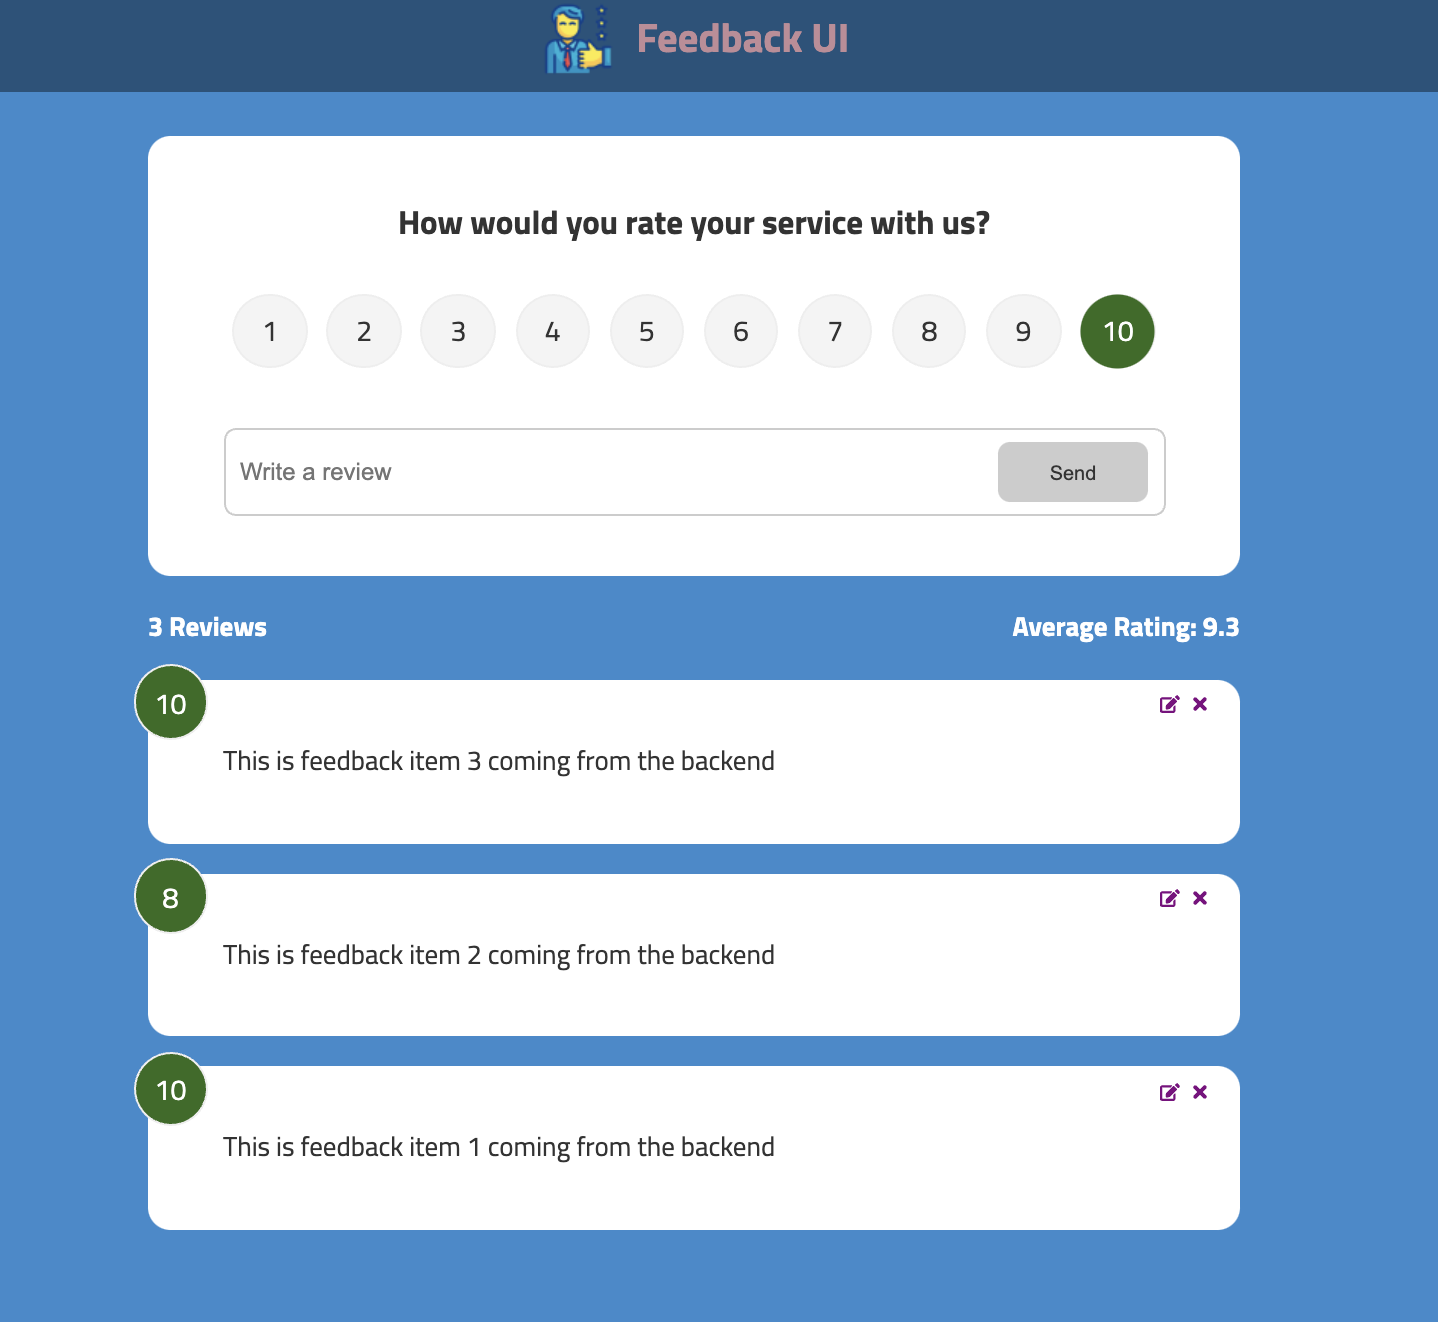 Feedback UI
How would you rate your service with us?
1 2 3 4 5 6 7 8 9 10
Write a review Send
3 Reviews Average Rating: 9.3
10
This is feedback item 3 coming from the backend
8
This is feedback item 2 coming from the backend
10
This is feedback item 1 coming from the backend